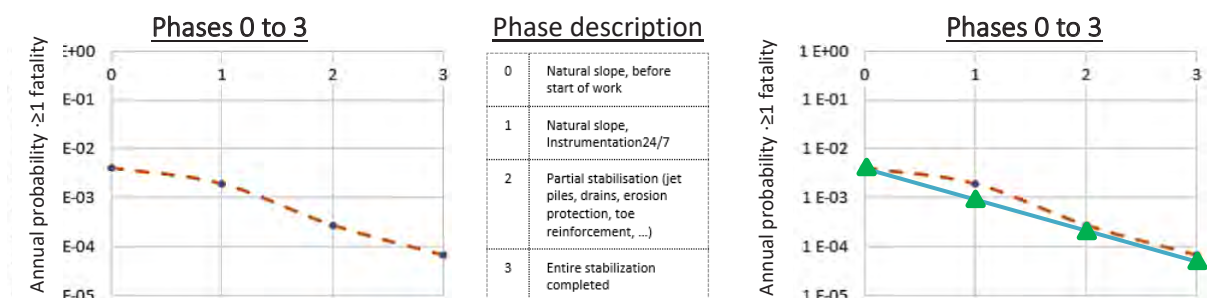 Phases 0 to 3
Annual probability ·≥1 fatality
E+00
E-01
E-02
E-03
E-04
E-05
0 1 2 3
Phase description
0 Natural slope, before
start of work
1 Natural slope,
Instrumentation24/7
2 Partial stabilisation (jet
piles, drains, erosion
protection, toe
reinforcement, ...)
3 Entire stabilization
completed
Phases 0 to 3
Annual probability ·≥1 fatality
1 E+00
1 E-01
1 E-02
1 E-03
1 E-04
1 E-05
0 1 2 3